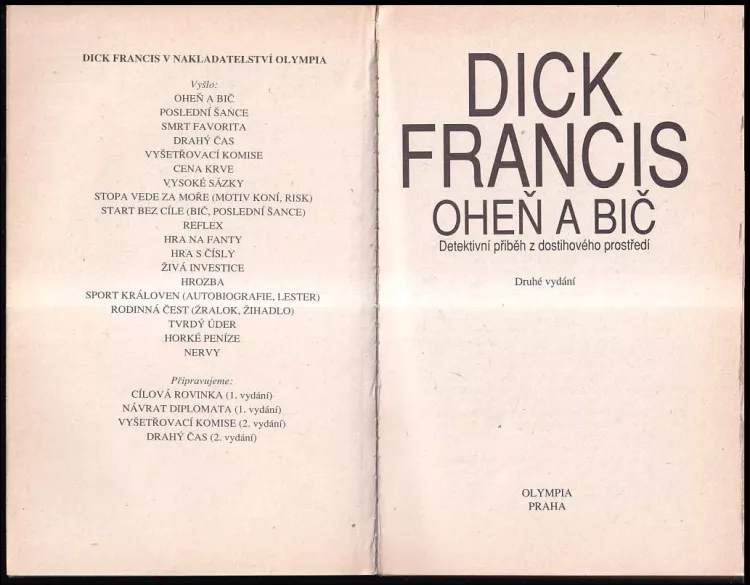 DICK FRANCIS V NAKLADATELSTVÍ OLYMPIA
Vyšlo:
OHEŇ A BIČ
POSLEDNÍ ŠANCE
SMRT FAVORITA
DRAHÝ ČAS
VYŠETŘOVACÍ KOMISE
CENA KRVE
VYSOKÉ SÁZKY
STOPA VEDE ZA MOŘE (MOTIV KONÍ, RISK)
START BEZ CÍLE (BIČ, POSLEDNÍ ŠANCE)
REFLEX
HRA NA FANTY
HRA S ČÍSLY
ŽIVÁ INVESTICE
HROZBA
SPORT KRÁLOVEN (AUTOBIOGRAFIE, LESTER)
RODINNÁ ČEST (ŽRALOK, ŽIHADLO)
TVRDÝ ÚDER
HORKÉ PENÍZE
NERVY
Připravujeme:
CÍLOVÁ ROVINKA (1. vydání)
NÁVRAT DIPLOMATA (1. vydání)
VYŠETŘOVACÍ KOMISE (2. vydání)
DRAHÝ ČAS (2. vydání)
DICK
FRANCIS
OHEŇ A BIČ
Detektivní příběh z dostihového prostředí
Druhé vydání
OLYMPIA
PRAHA